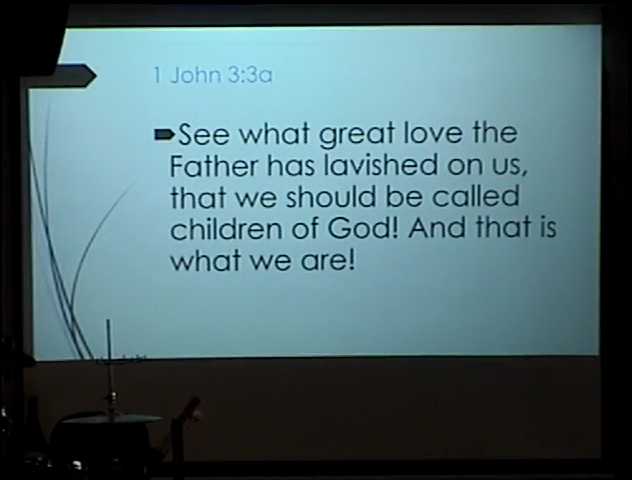 1 John 3:3a
See what great love the
Father has lavished on us,
that we should be called
children of God! And that is
what we are!